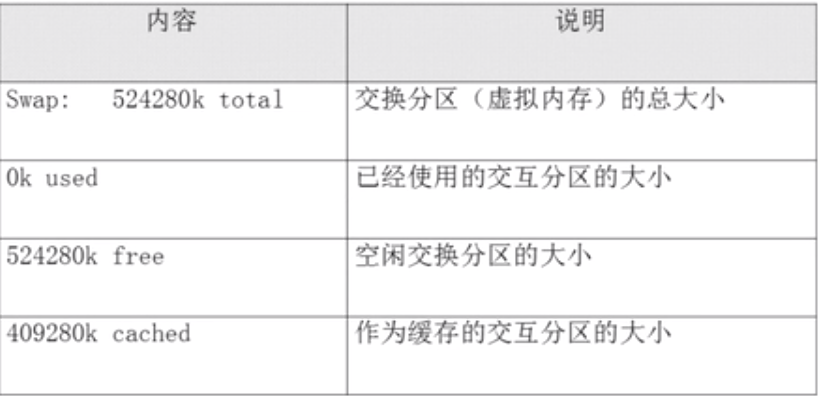 内容 说明
Swap: 524280k total 交换分区（虚拟内存）的总大小
0k used 已经使用的交互分区的大小
524280k free 空闲交换分区的大小
409280k cached 作为缓存的交互分区的大小